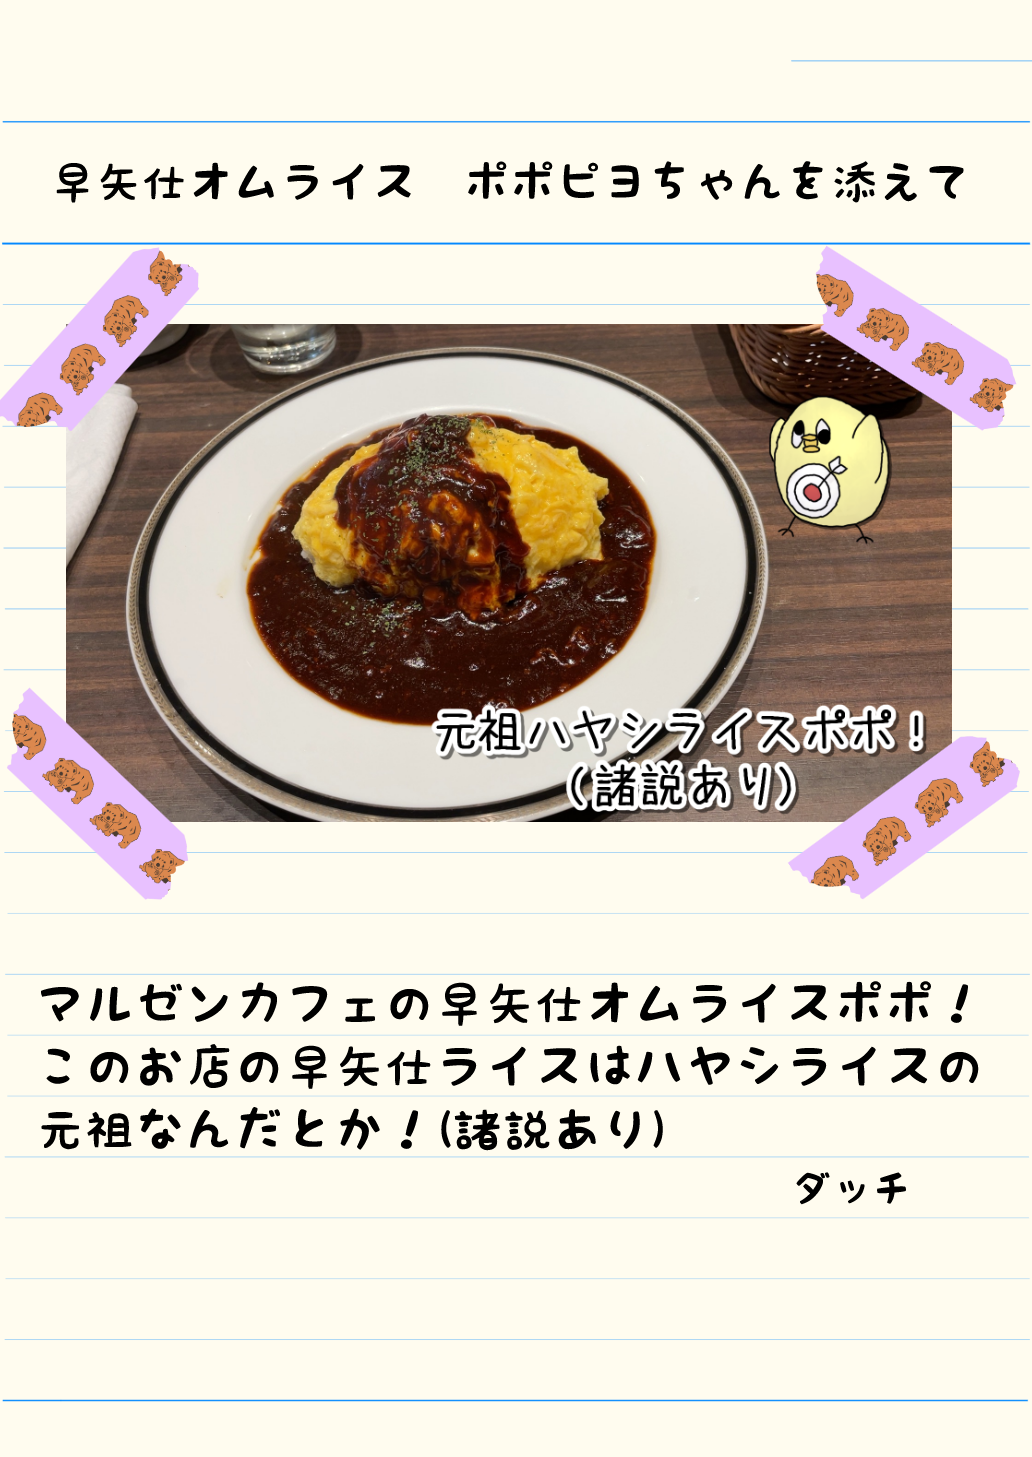 早矢仕オムライス　ポポピヨちゃんを添えて
元祖ハヤシライスポポ！
(諸説あり)
マルゼンカフェの早矢仕オムライスポポ！
このお店の早矢仕ライスはハヤシライスの
元祖なんだとか！(諸説あり)
ダッチ